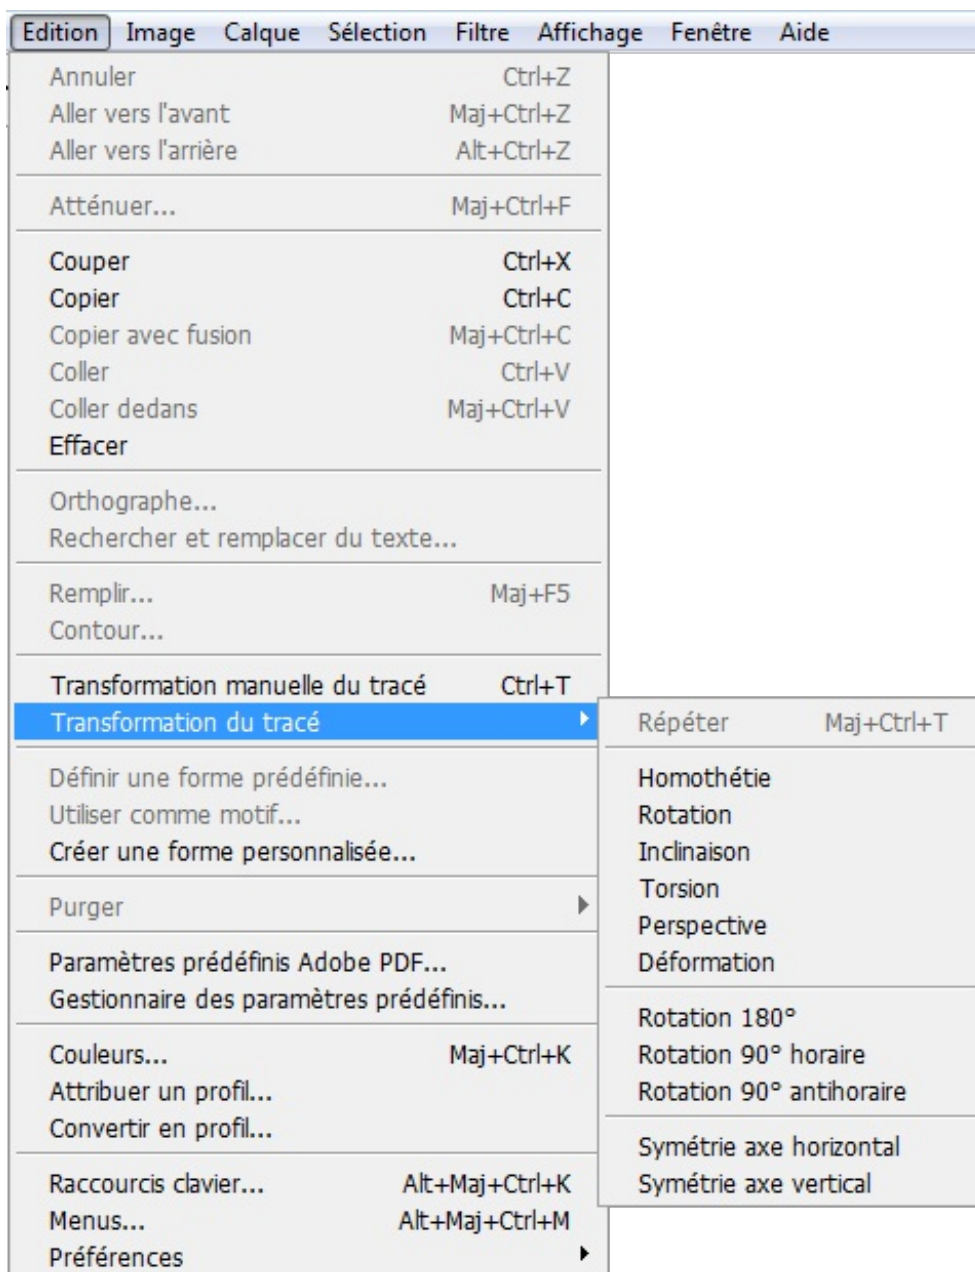 Edition Image Calque Sélection Filtre Affichage Fenêtre Aide
Annuler Ctrl+Z
Aller vers l'avant Maj+Ctrl+Z
Aller vers l'arrière Alt+Ctrl+Z
Atténuer... Maj+Ctrl+F
Couper Ctrl+X
Copier Ctrl+C
Copier avec fusion Maj+Ctrl+C
Coller Ctrl+V
Coller dedans Maj+Ctrl+V
Effacer
Orthographe...
Rechercher et remplacer du texte...
Remplir... Maj+F5
Contour...
Transformation manuelle du tracé Ctrl+T
Transformation du tracé
Définir une forme prédéfinie...
Utiliser comme motif...
Créer une forme personnalisée...
Purger
Paramètres prédéfinis Adobe PDF...
Gestionnaire des paramètres prédéfinis...
Couleurs... Maj+Ctrl+K
Attribuer un profil...
Convertir en profil...
Raccourcis clavier... Alt+Maj+Ctrl+K
Menus... Alt+Maj+Ctrl+M
Préférences
Répéter Maj+Ctrl+T
Homothétie
Rotation
Inclinaison
Torsion
Perspective
Déformation
Rotation 180°
Rotation 90° horaire
Rotation 90° antihoraire
Symétrie axe horizontal
Symétrie axe vertical